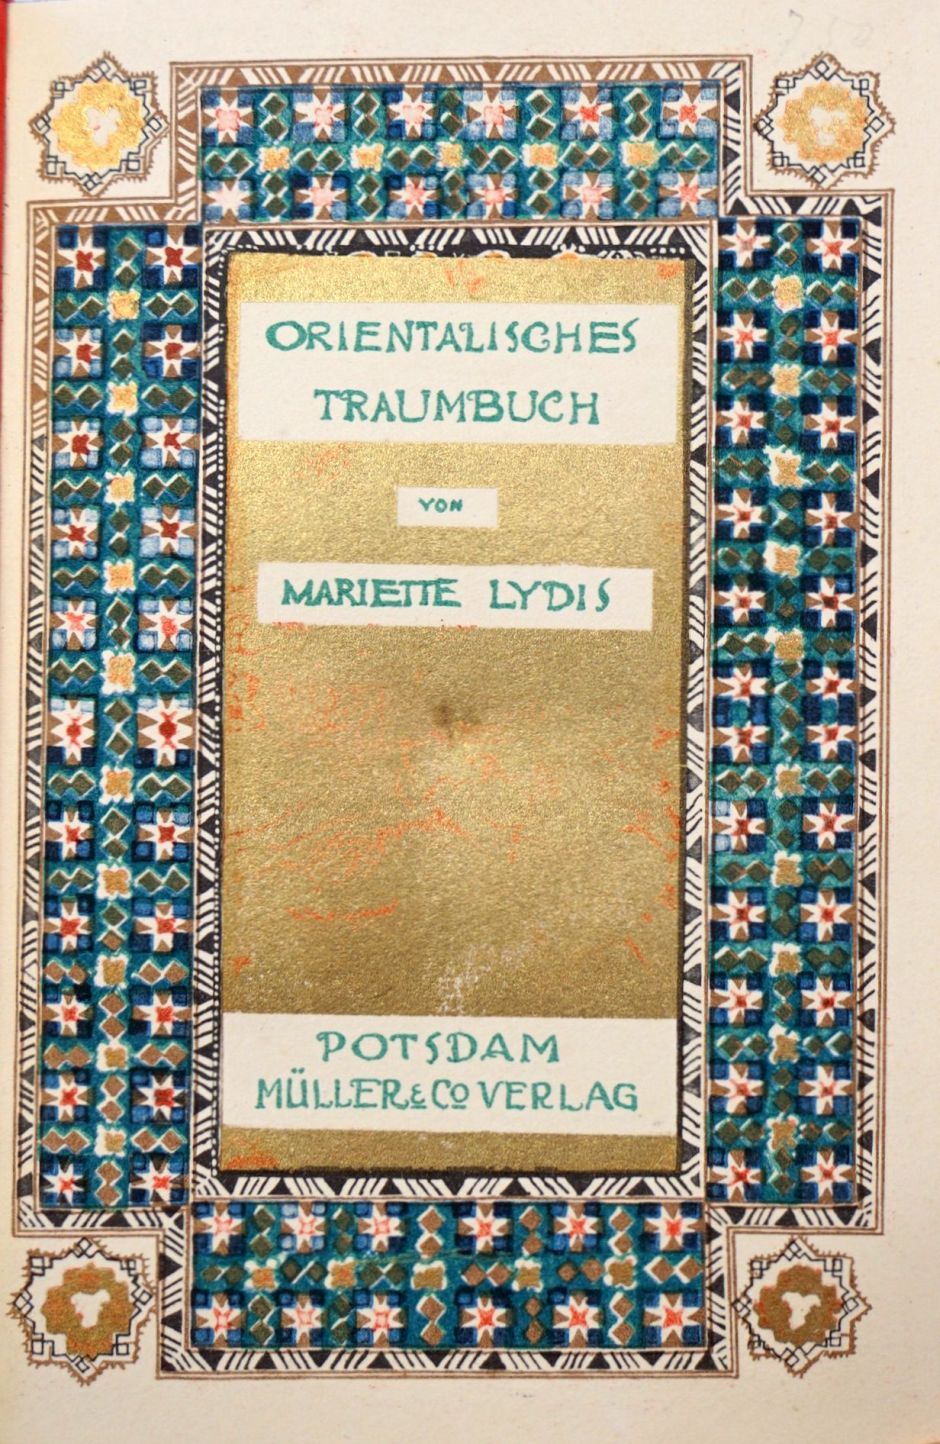 ORIENTALISCHES
TRAUMBUCH
VON
MARIETTE LYDIS
POTSDAM
MÜLLER & CO VERLAG